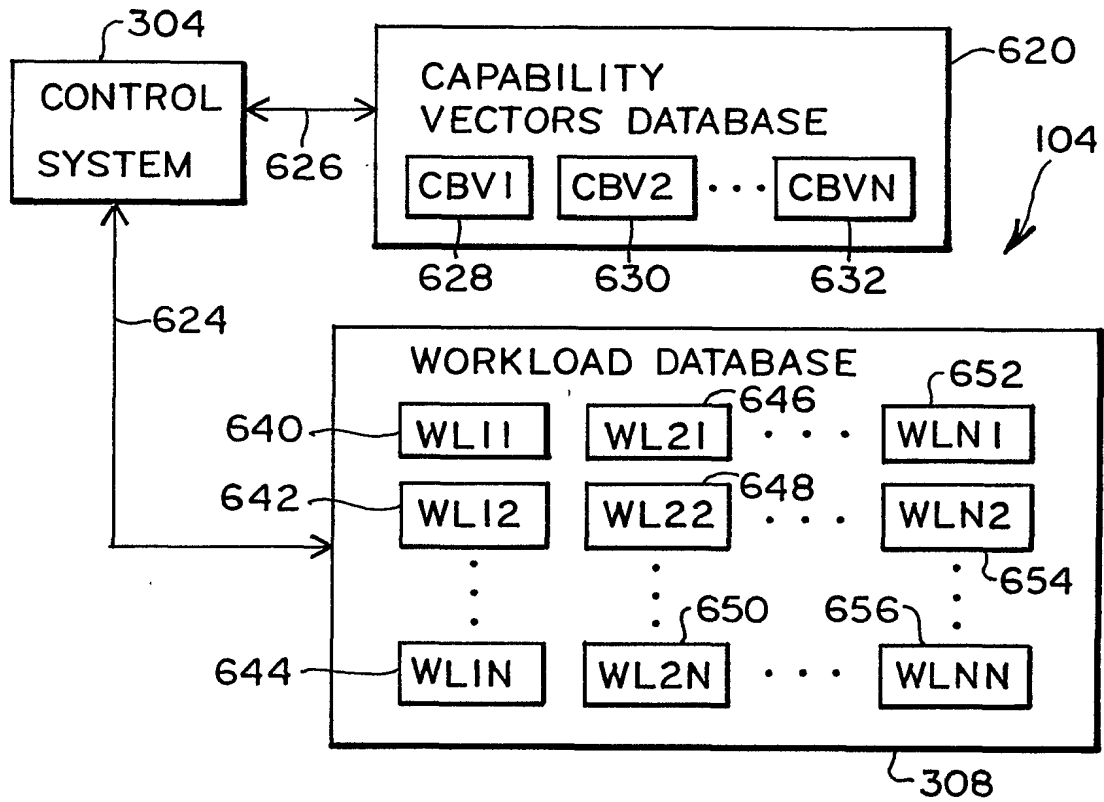 304
CONTROL
SYSTEM
626
620
CAPABILITY
VECTORS DATABASE
CBV1
CBV2
CBVN
628
630
632
104
624
WORKLOAD DATABASE
640
WL11
646
WL21
652
WLN1
642
WL12
648
WL22
WLN2
654
644
WL1N
650
WL2N
656
WLNN
308